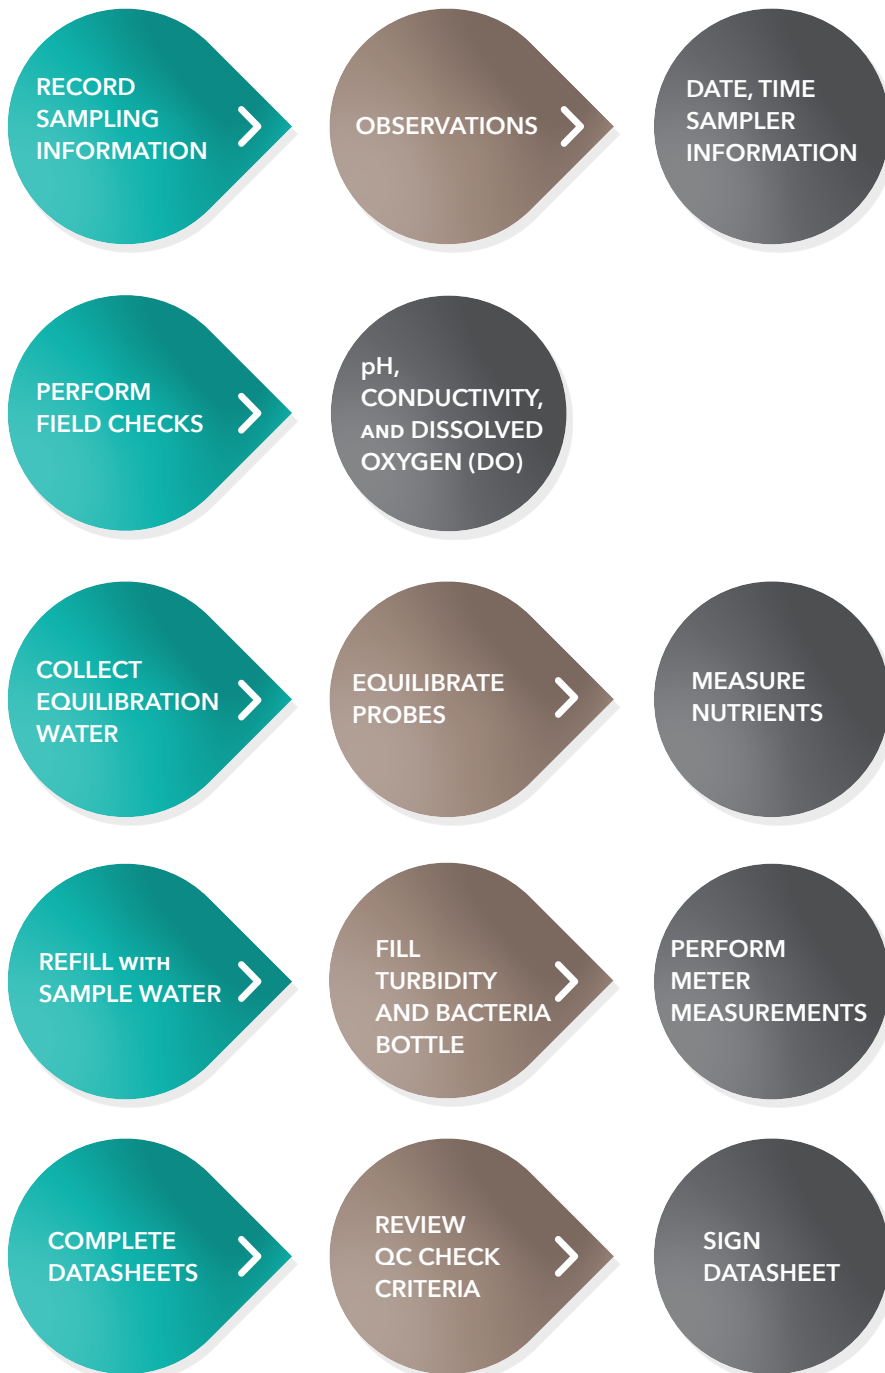 RECORD
SAMPLING
INFORMATION
OBSERVATIONS
DATE, TIME
SAMPLER
INFORMATION
PERFORM
FIELD CHECKS
pH,
CONDUCTIVITY,
AND DISSOLVED
OXYGEN (DO)
COLLECT
EQUILIBRATION
WATER
EQUILIBRATE
PROBES
MEASURE
NUTRIENTS
REFILL WITH
SAMPLE WATER
FILL
TURBIDITY
AND BACTERIA
BOTTLE
PERFORM
METER
MEASUREMENTS
COMPLETE
DATASHEETS
REVIEW
QC CHECK
CRITERIA
SIGN
DATASHEET